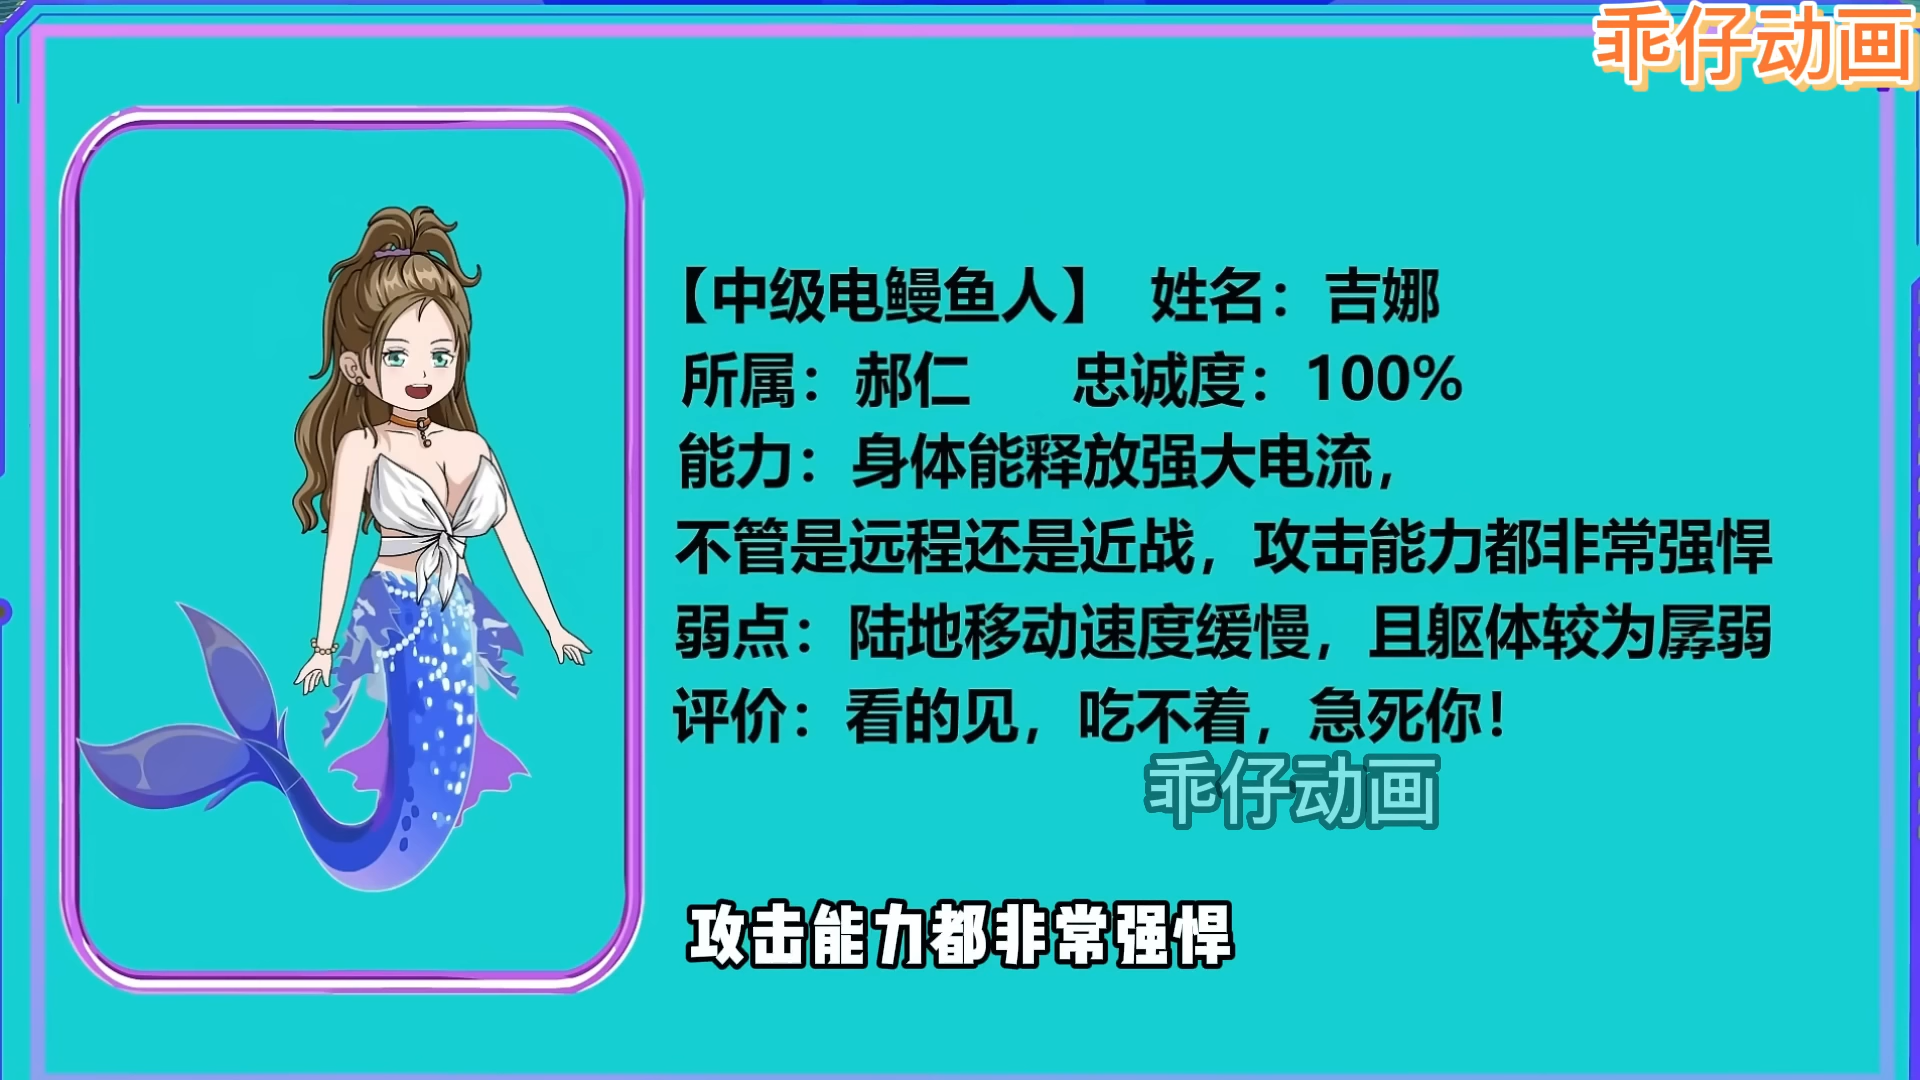 乖仔动画
【中级电鳗鱼人】 姓名：吉娜
所属：郝仁 忠诚度：100%
能力：身体能释放强大电流，
不管是远程还是近战，攻击能力都非常强悍
弱点：陆地移动速度缓慢，且躯体较为孱弱
评价：看的见，吃不着，急死你！
乖仔动画
攻击能力都非常强悍